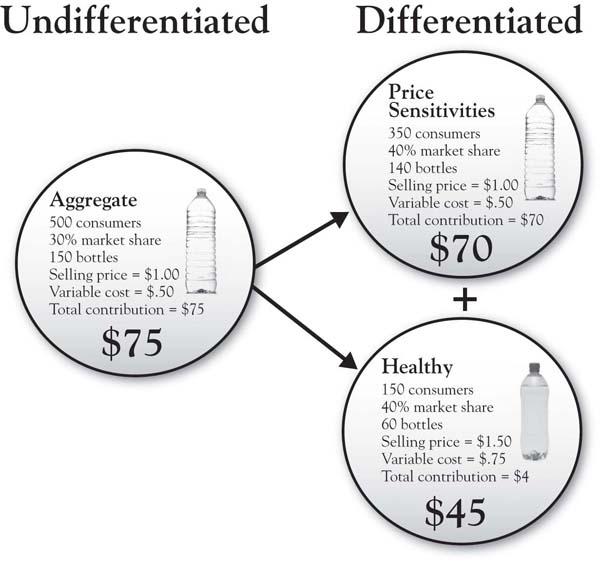 Undifferentiated
Differentiated
Aggregate
500 consumers
30% market share
150 bottles
Selling price = $1.00
Variable cost = $.50
Total contribution = $75
$75
Price
Sensitivities
350 consumers
40% market share
140 bottles
Selling price = $1.00
Variable cost = $.50
Total contribution = $70
$70
+
Healthy
150 consumers
40% market share
60 bottles
Selling price = $1.50
Variable cost = $.75
Total contribution = $4
$45